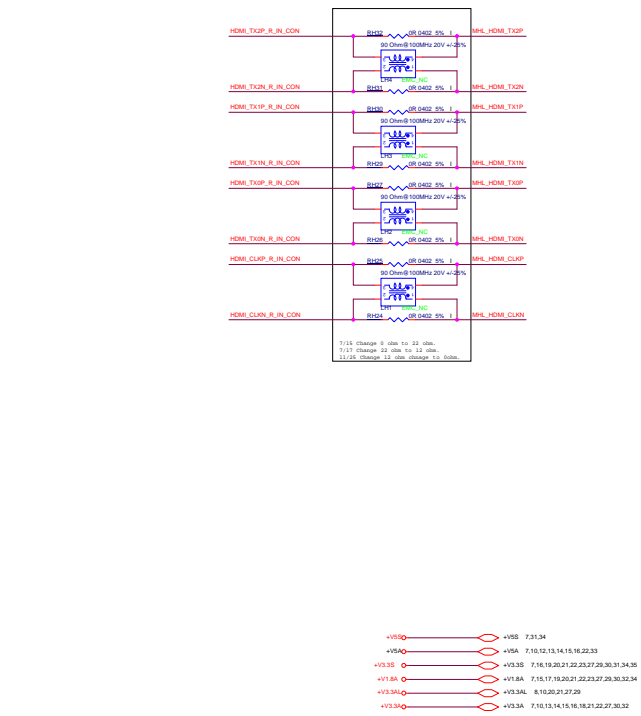 HDMI_TX2P_R_IN_CON RH32 0R 0402 5% I MHL_HDMI_TX2P
90 Ohm@100MHz 20V +/-25%
LH4 EMC_NC
HDMI_TX2N_R_IN_CON RH31 0R 0402 5% I MHL_HDMI_TX2N
HDMI_TX1P_R_IN_CON RH30 0R 0402 5% I MHL_HDMI_TX1P
90 Ohm@100MHz 20V +/-25%
LH3 EMC_NC
HDMI_TX1N_R_IN_CON RH29 0R 0402 5% I MHL_HDMI_TX1N
HDMI_TX0P_R_IN_CON RH27 0R 0402 5% I MHL_HDMI_TX0P
90 Ohm@100MHz 20V +/-25%
LH2 EMC_NC
HDMI_TX0N_R_IN_CON RH26 0R 0402 5% I MHL_HDMI_TX0N
HDMI_CLKP_R_IN_CON RH25 0R 0402 5% I MHL_HDMI_CLKP
90 Ohm@100MHz 20V +/-25%
LH1 EMC_NC
HDMI_CLKN_R_IN_CON RH24 0R 0402 5% I MHL_HDMI_CLKN
7/15 Change 0 ohm to 22 ohm.
7/17 Change 22 ohm to 12 ohm.
11/25 Change 12 ohm chnage to 0ohm.
+V5S +V5S 7,31,34
+V5A +V5A 7,10,12,13,14,15,16,22,33
+V3.3S +V3.3S 7,16,19,20,21,22,23,27,29,30,31,34,35
+V1.8A +V1.8A 7,15,17,19,20,21,22,23,27,29,30,32,34
+V3.3AL +V3.3AL 8,10,20,21,27,29
+V3.3A +V3.3A 7,10,13,14,15,16,18,21,22,27,30,32